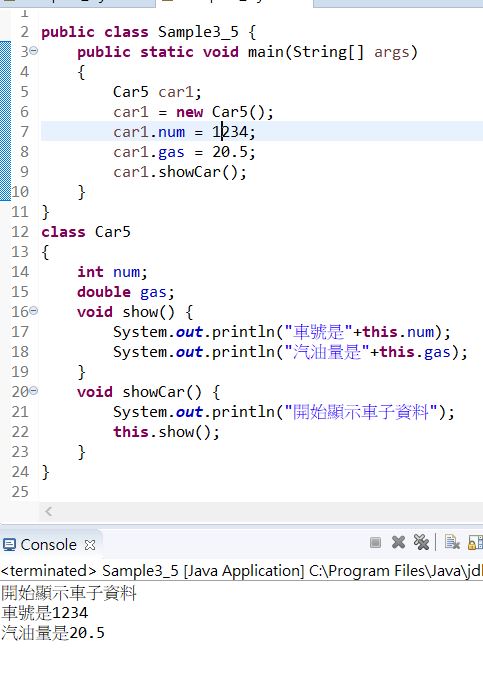 1
2 public class Sample3_5 {
3 public static void main(String[] args)
4 {
5 Car5 car1;
6 car1 = new Car5();
7 car1.num = 1234;
8 car1.gas = 20.5;
9 car1.showCar();
10 }
11 }
12 class Car5
13 {
14 int num;
15 double gas;
16 void show() {
17 System.out.println("車號是"+this.num);
18 System.out.println("汽油量是"+this.gas);
19 }
20 void showCar() {
21 System.out.println("開始顯示車子資料");
22 this.show();
23 }
24 }
25
Console
<terminated> Sample3_5 [Java Application] C:\Program Files\Java\jd
開始顯示車子資料
車號是1234
汽油量是20.5